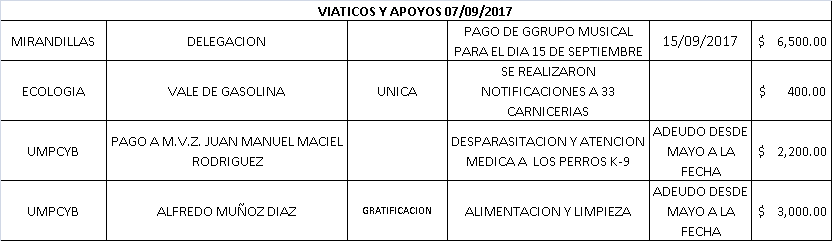 VIATICOS Y APOYOS 07/09/2017
MIRANDILLAS DELEGACION PAGO DE GGRUPO MUSICAL PARA EL DIA 15 DE SEPTIEMBRE 15/09/2017 $ 6,500.00
ECOLOGIA VALE DE GASOLINA UNICA SE REALIZARON NOTIFICACIONES A 33 CARNICERIAS $ 400.00
UMPCYB PAGO A M.V.Z. JUAN MANUEL MACIEL RODRIGUEZ DESPARASITACION Y ATENCION MEDICA A LOS PERROS K-9 ADEUDO DESDE MAYO A LA FECHA $ 2,200.00
UMPCYB ALFREDO MUÑOZ DIAZ GRATIFICACION ALIMENTACION Y LIMPIEZA ADEUDO DESDE MAYO A LA FECHA $ 3,000.00